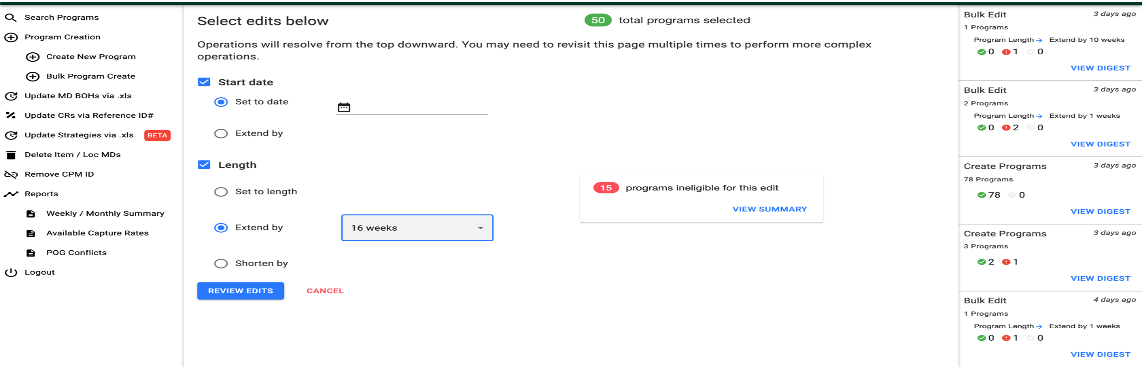 Search Programs
Program Creation
Create New Program
Bulk Program Create
Update MD BOHs via .xls
Update CRs via Reference ID#
Update Strategies via .xls BETA
Delete Item / Loc MDs
Remove CPM ID
Reports
Weekly / Monthly Summary
Available Capture Rates
POG Conflicts
Logout
Select edits below
50 total programs selected
Operations will resolve from the top downward. You may need to revisit this page multiple times to perform more complex
operations.
Start date
Set to date
Extend by
Length
Set to length
Extend by
16 weeks
Shorten by
15 programs ineligible for this edit
VIEW SUMMARY
REVIEW EDITS CANCEL
Bulk Edit 3 days ago
1 Programs
Program Length → Extend by 10 weeks
0 1 0
VIEW DIGEST
Bulk Edit 3 days ago
2 Programs
Program Length → Extend by 1 weeks
0 2 0
VIEW DIGEST
Create Programs 3 days ago
78 Programs
78 0
VIEW DIGEST
Create Programs 3 days ago
3 Programs
2 1
VIEW DIGEST
Bulk Edit 4 days ago
1 Programs
Program Length → Extend by 1 weeks
0 1 0
VIEW DIGEST